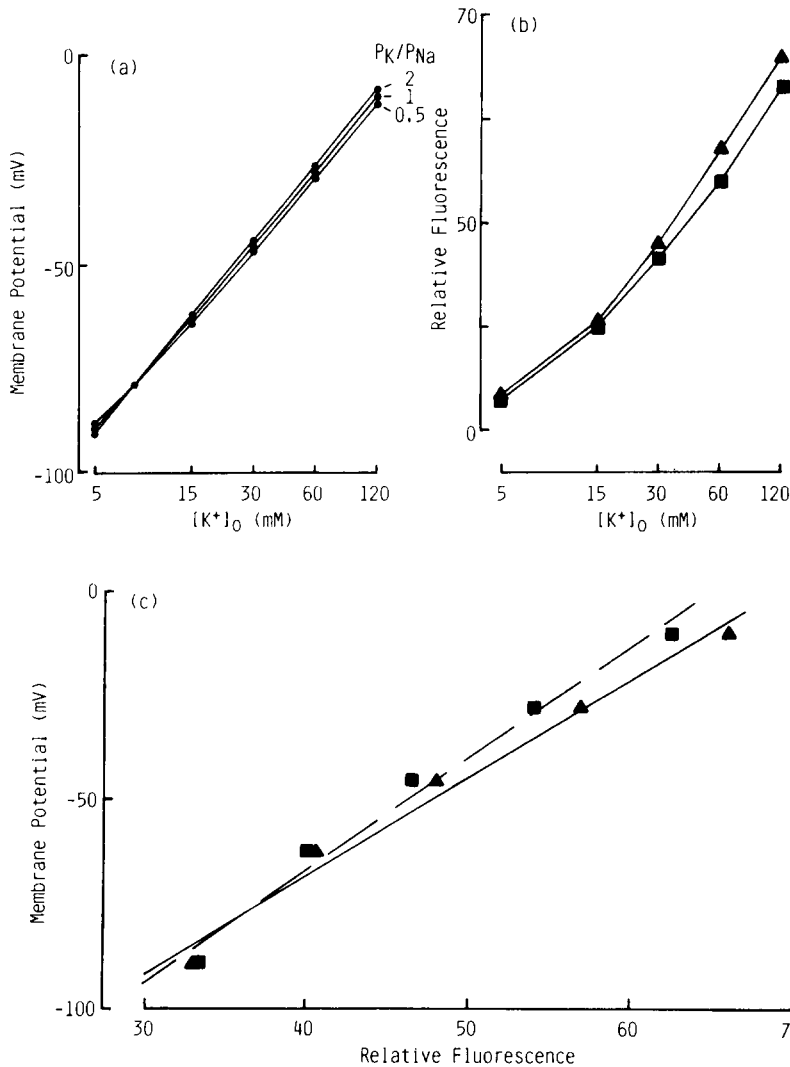 (a)
0
-50
-100
Membrane Potential (mV)
PK/PNa
2
1
0.5
5 15 30 60 120
[K+]O (mM)
(b)
70
50
0
Relative Fluorescence
5 15 30 60 120
[K+]O (mM)
(c)
0
-50
-100
Membrane Potential (mV)
30 40 50 60 7
Relative Fluorescence